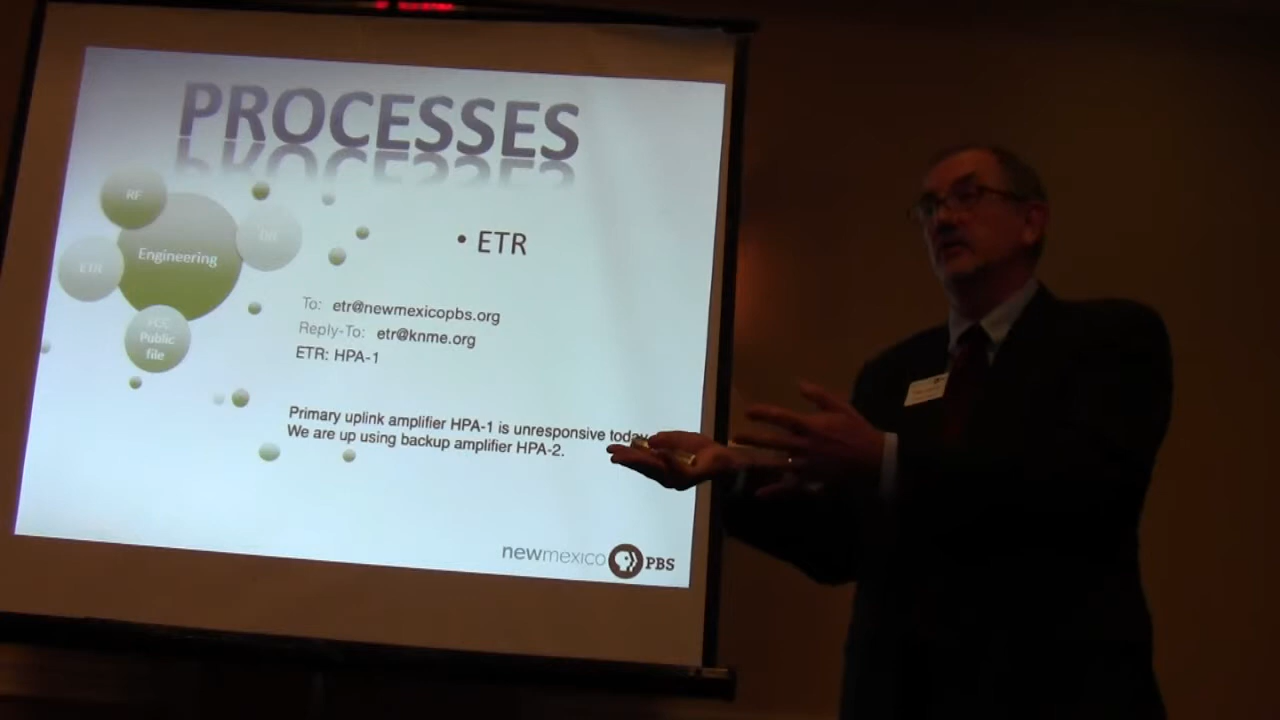 PROCESSES
RF
Engineering
ETR
Public
file
• ETR
To: etr@newmexicopbs.org
Reply-To: etr@knme.org
ETR: HPA-1
Primary uplink amplifier HPA-1 is unresponsive today
We are up using backup amplifier HPA-2.
newmexico PBS